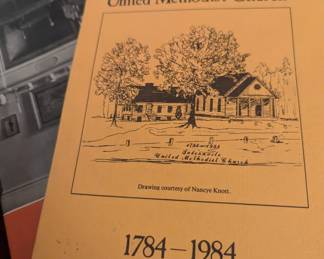 United Methodist Church
1784-1984
United Methodist Church
Drawing courtesy of Nancye Knott.
1784–1984